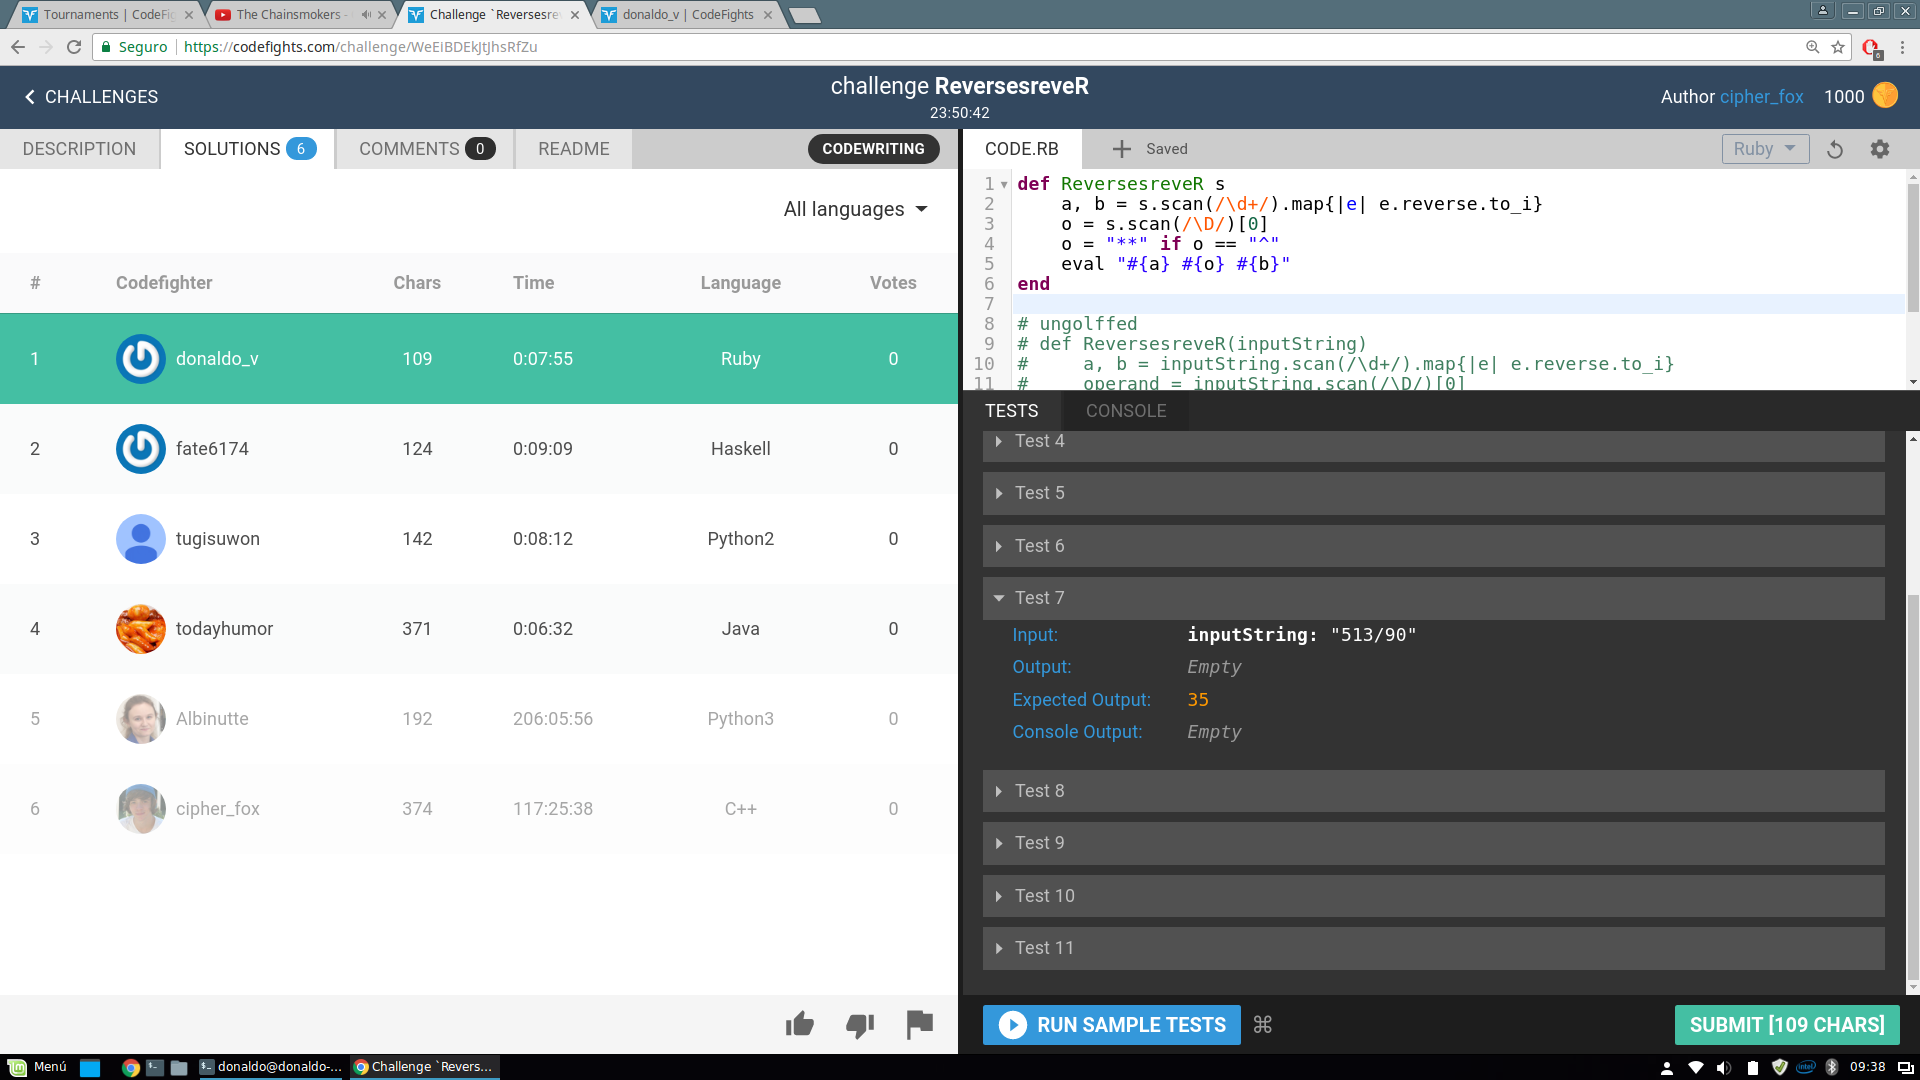 Tournaments | CodeFig
The Chainsmokers -
Challenge `Reversesre
donaldo_v | CodeFights
Seguro
https://codefights.com/challenge/WeEiBDEkJtJhsRfZu
6
CHALLENGES
challenge ReversesreveR
23:50:42
Author cipher_fox 1000
DESCRIPTION
SOLUTIONS 6
COMMENTS 0
README
CODEWRITING
All languages
# Codefighter Chars Time Language Votes
1 donaldo_v 109 0:07:55 Ruby 0
2 fate6174 124 0:09:09 Haskell 0
3 tugisuwon 142 0:08:12 Python2 0
4 todayhumor 371 0:06:32 Java 0
5 Albinutte 192 206:05:56 Python3 0
6 cipher_fox 374 117:25:38 C++ 0
CODE.RB
Saved
Ruby
1 def ReversesreveR s
2 a, b = s.scan(/\d+/).map{|e| e.reverse.to_i}
3 o = s.scan(/\D/)[0]
4 o = "**" if o == "^"
5 eval "#{a} #{o} #{b}"
6 end
7
8 # ungolffed
9 # def ReversesreveR(inputString)
10 # a, b = inputString.scan(/\d+/).map{|e| e.reverse.to_i}
11 # operand = inputString.scan(/\D/)[0]
TESTS
CONSOLE
Test 4
Test 5
Test 6
Test 7
Input: inputString: "513/90"
Output: Empty
Expected Output: 35
Console Output: Empty
Test 8
Test 9
Test 10
Test 11
RUN SAMPLE TESTS
⌘
SUBMIT [109 CHARS]
Menú
donaldo@donaldo-...
Challenge `Revers...
intel
09:38